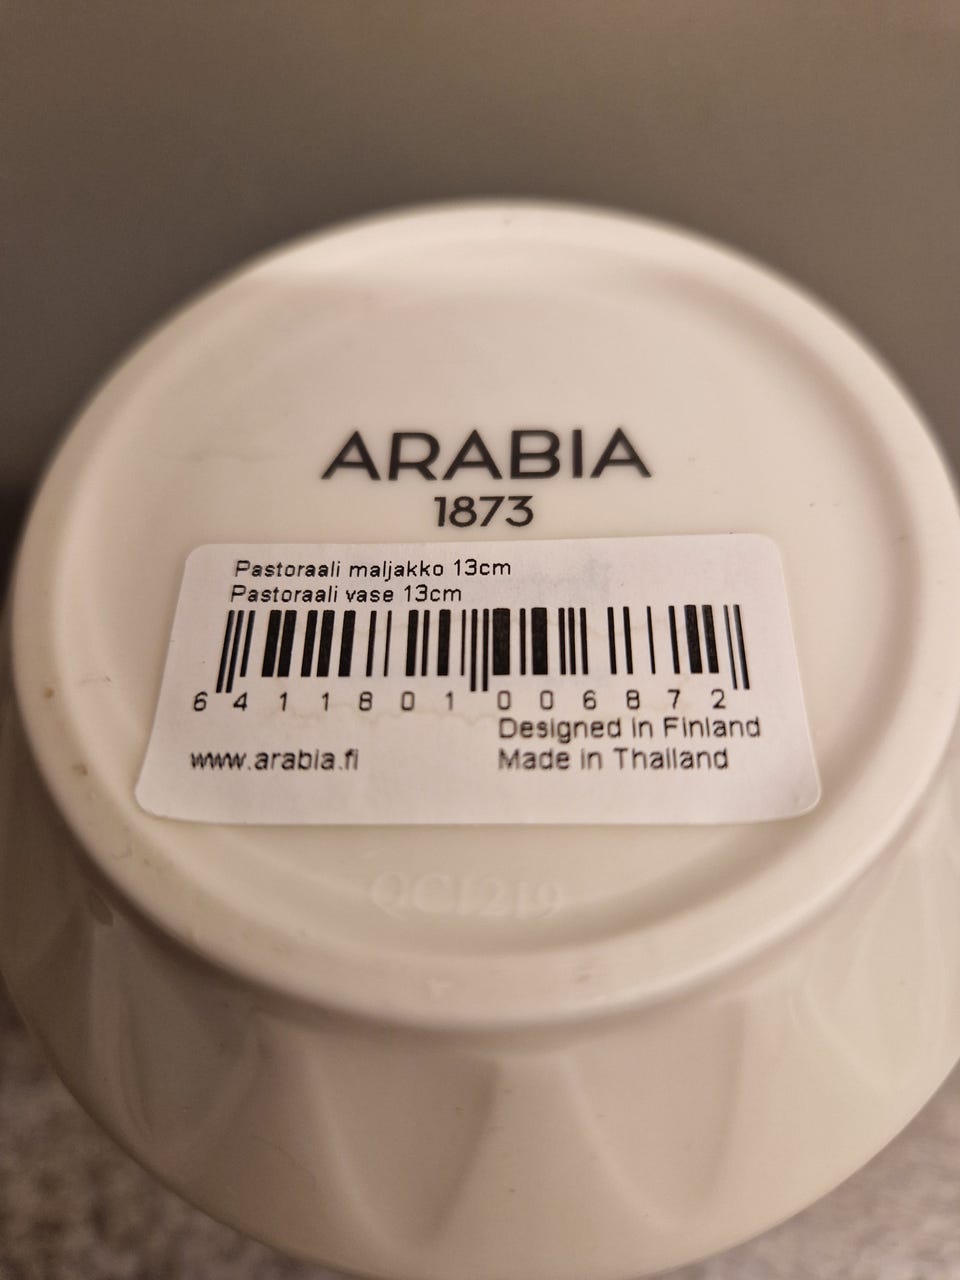 ARABIA
1873
Pastoraali maljakko 13cm
Pastoraali vase 13cm
6 411801 006872
Designed in Finland
www.arabia.fi
Made in Thailand
QC1219